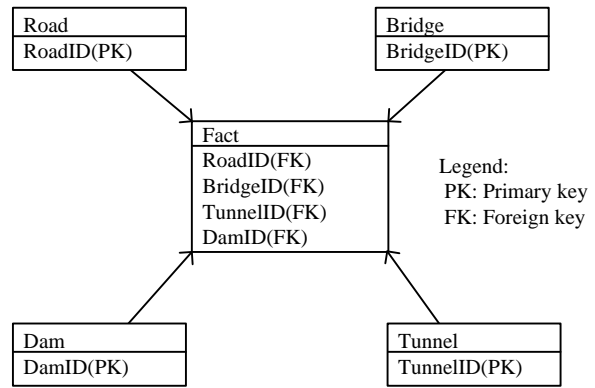 Road
RoadID(PK)
Bridge
BridgeID(PK)
Fact
RoadID(FK)
BridgeID(FK)
TunnelID(FK)
DamID(FK)
Legend:
PK: Primary key
FK: Foreign key
Dam
DamID(PK)
Tunnel
TunnelID(PK)